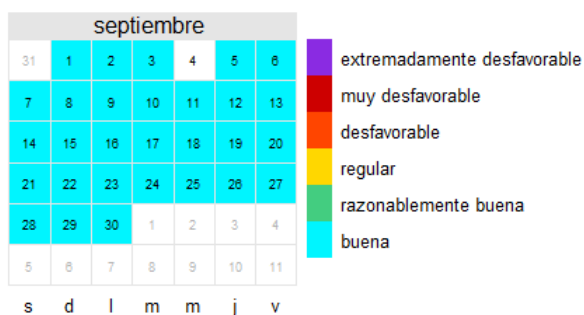 septiembre
31 1 2 3 4 5 6
7 8 9 10 11 12 13
14 15 16 17 18 19 20
21 22 23 24 25 26 27
28 29 30 1 2 3 4
5 6 7 8 9 10 11
s d l m m j v
extremadamente desfavorable
muy desfavorable
desfavorable
regular
razonablemente buena
buena